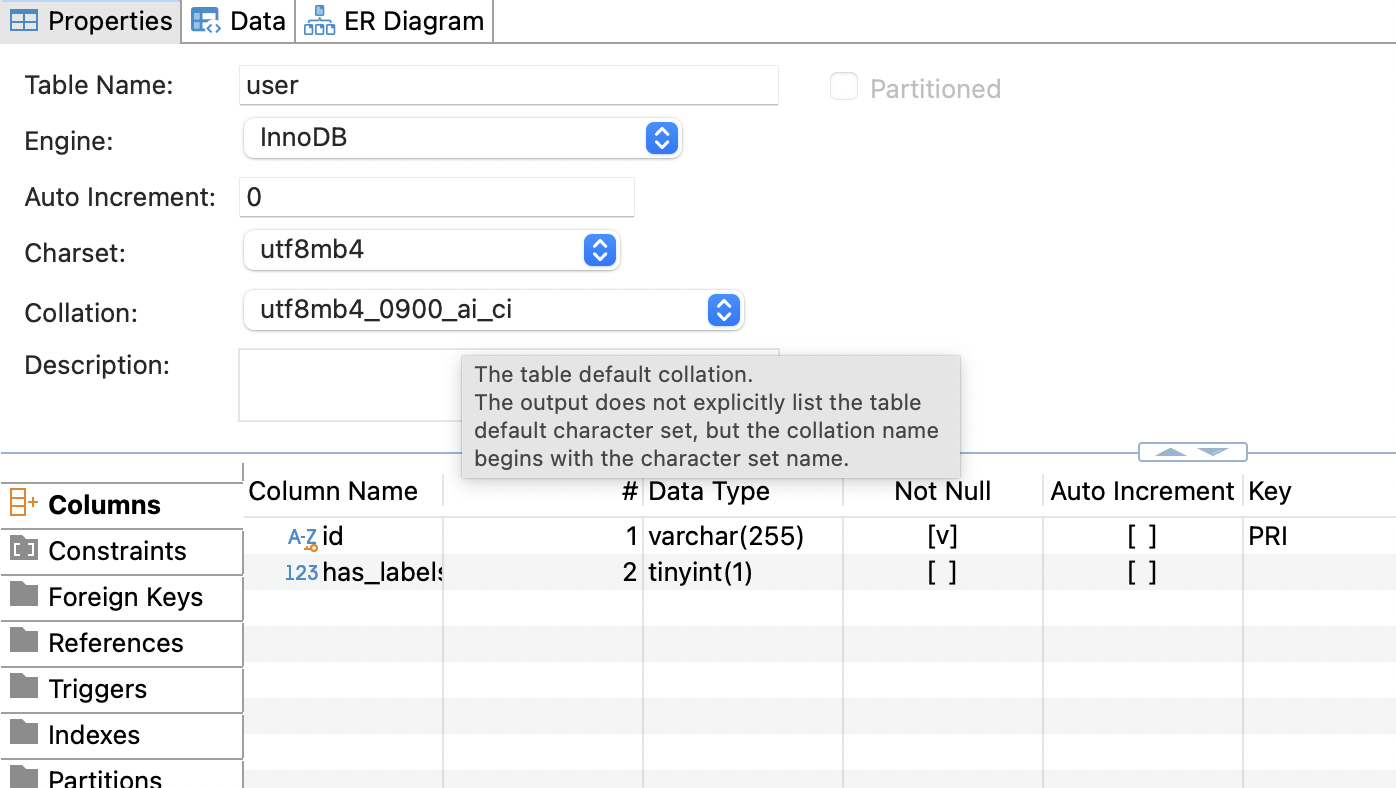 Properties Data ER Diagram
Table Name: user Partitioned
Engine: InnoDB
Auto Increment: 0
Charset: utf8mb4
Collation: utf8mb4_0900_ai_ci
Description:
The table default collation.
The output does not explicitly list the table
default character set, but the collation name
begins with the character set name.
Columns
Constraints
Foreign Keys
References
Triggers
Indexes
Partitions
Column Name # Data Type Not Null Auto Increment Key
A-Z id 1 varchar(255) [v] [ ] PRI
123 has_labels 2 tinyint(1) [ ] [ ]